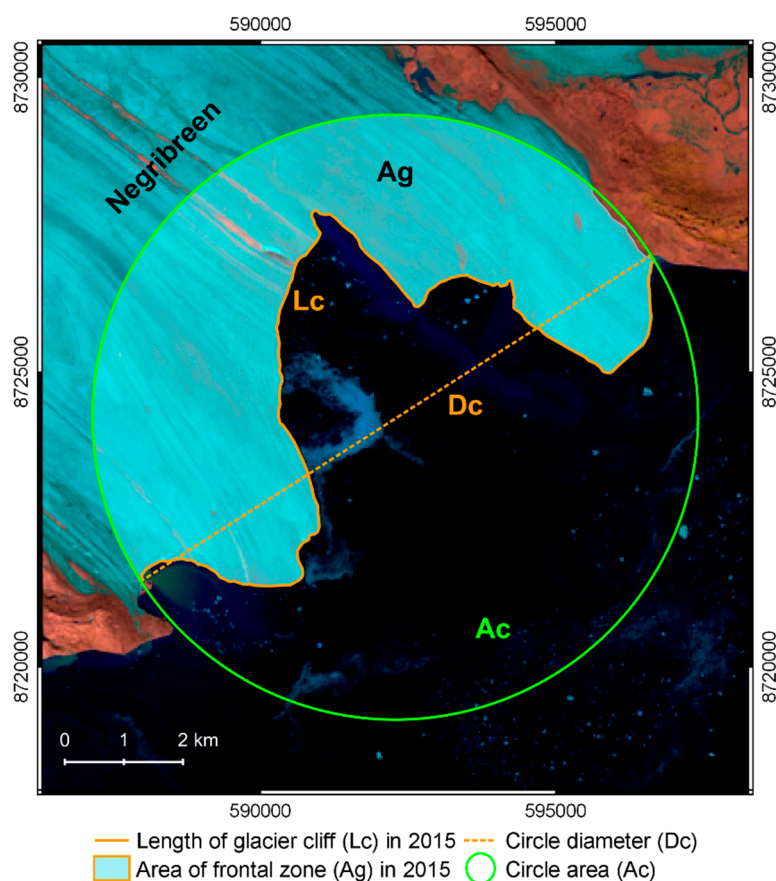 590000 595000
8730000 8730000
Negribreen
Ag
Lc
8725000 8725000
Dc
Ac
8720000 8720000
0 1 2 km
590000 595000
Length of glacier cliff (Lc) in 2015 Circle diameter (Dc)
Area of frontal zone (Ag) in 2015 Circle area (Ac)